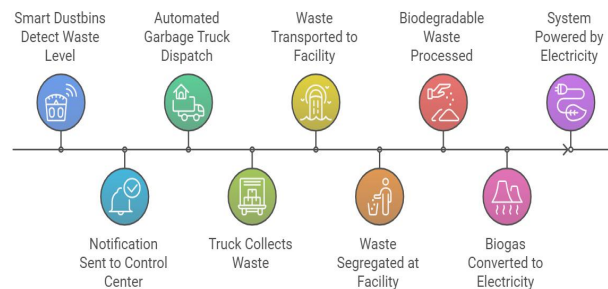 Smart Dustbins
Detect Waste
Level
Automated
Garbage Truck
Dispatch
Waste
Transported to
Facility
Biodegradable
Waste
Processed
System
Powered by
Electricity
Notification
Sent to Control
Center
Truck Collects
Waste
Waste
Segregated at
Facility
Biogas
Converted to
Electricity